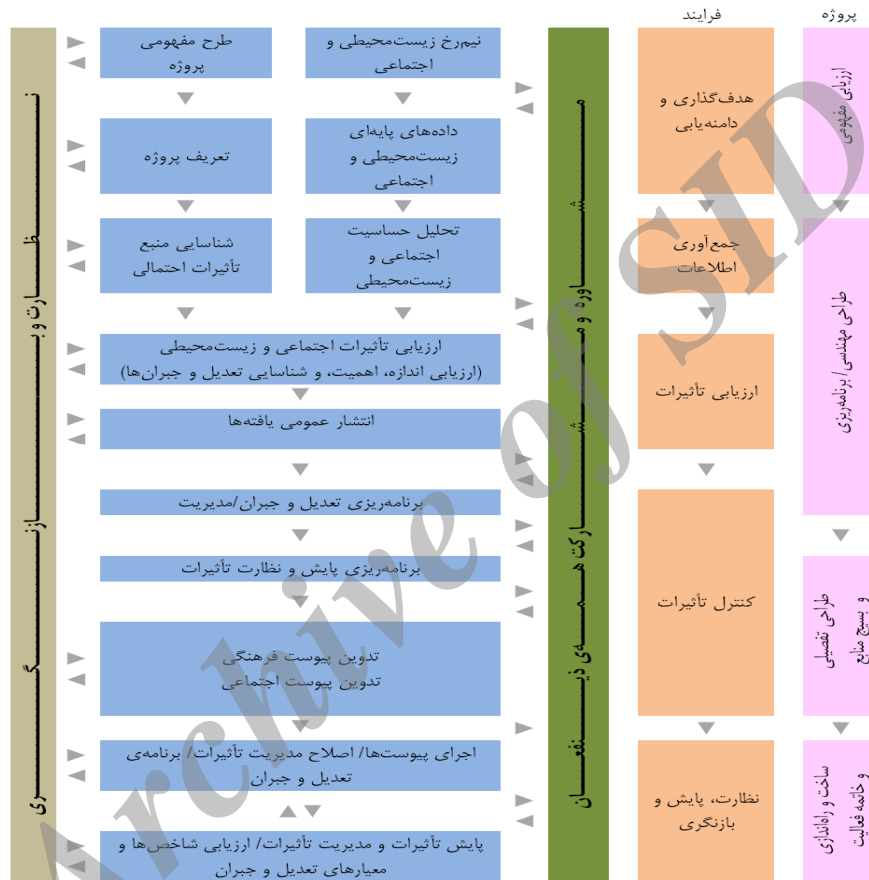 پروژه
فرایند
ارزیابی مفهومی
طراحی مهندسی/ برنامه‌ریزی
طراحی تفصیلی
و بسیج منابع
ساخت و راه‌اندازی
و خاتمه فعالیت
هدف‌گذاری و
دامنه‌یابی
جمع‌آوری
اطلاعات
ارزیابی تأثیرات
کنترل تأثیرات
نظارت، پایش و
بازنگری
مشاوره و مشارکت همه‌ی ذینفعان
نیم‌رخ زیست‌محیطی و
اجتماعی
داده‌های پایه‌ای
زیست‌محیطی و
اجتماعی
تحلیل حساسیت
اجتماعی و
زیست‌محیطی
طرح مفهومی
پروژه
تعریف پروژه
شناسایی منبع
تأثیرات احتمالی
ارزیابی تأثیرات اجتماعی و زیست‌محیطی
(ارزیابی اندازه، اهمیت، و شناسایی تعدیل و جبران‌ها)
انتشار عمومی یافته‌ها
برنامه‌ریزی تعدیل و جبران/مدیریت
برنامه‌ریزی پایش و نظارت تأثیرات
تدوین پیوست فرهنگی
تدوین پیوست اجتماعی
اجرای پیوست‌ها/ اصلاح مدیریت تأثیرات/ برنامه‌ی
تعدیل و جبران
پایش تأثیرات و مدیریت تأثیرات/ ارزیابی شاخص‌ها و
معیارهای تعدیل و جبران
نظارت و بازنگری
Archive of SID